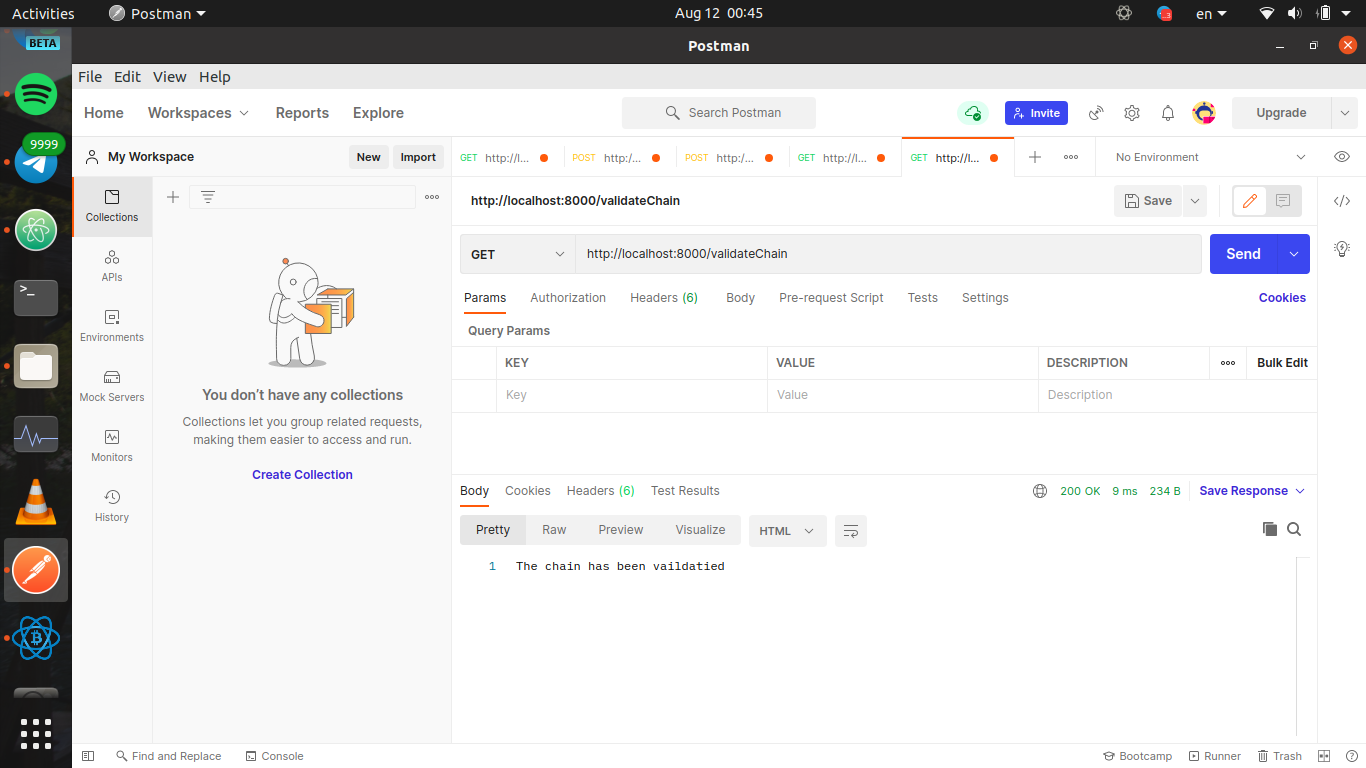 Activities Postman Aug 12 00:45 en
BETA
Postman
File Edit View Help
Home Workspaces Reports Explore Search Postman Invite Upgrade
9999
My Workspace New Import
GET http://l... POST http:/... POST http:/... GET http://l... GET http://l... No Environment
Collections
APIs
Environments
Mock Servers
Monitors
History
You don’t have any collections
Collections let you group related requests,
making them easier to access and run.
Create Collection
http://localhost:8000/validateChain Save
GET http://localhost:8000/validateChain Send
Params Authorization Headers (6) Body Pre-request Script Tests Settings Cookies
Query Params
KEY VALUE DESCRIPTION Bulk Edit
Key Value Description
Body Cookies Headers (6) Test Results 200 OK 9 ms 234 B Save Response
Pretty Raw Preview Visualize HTML
1 The chain has been vaildatied
Find and Replace Console Bootcamp Runner Trash